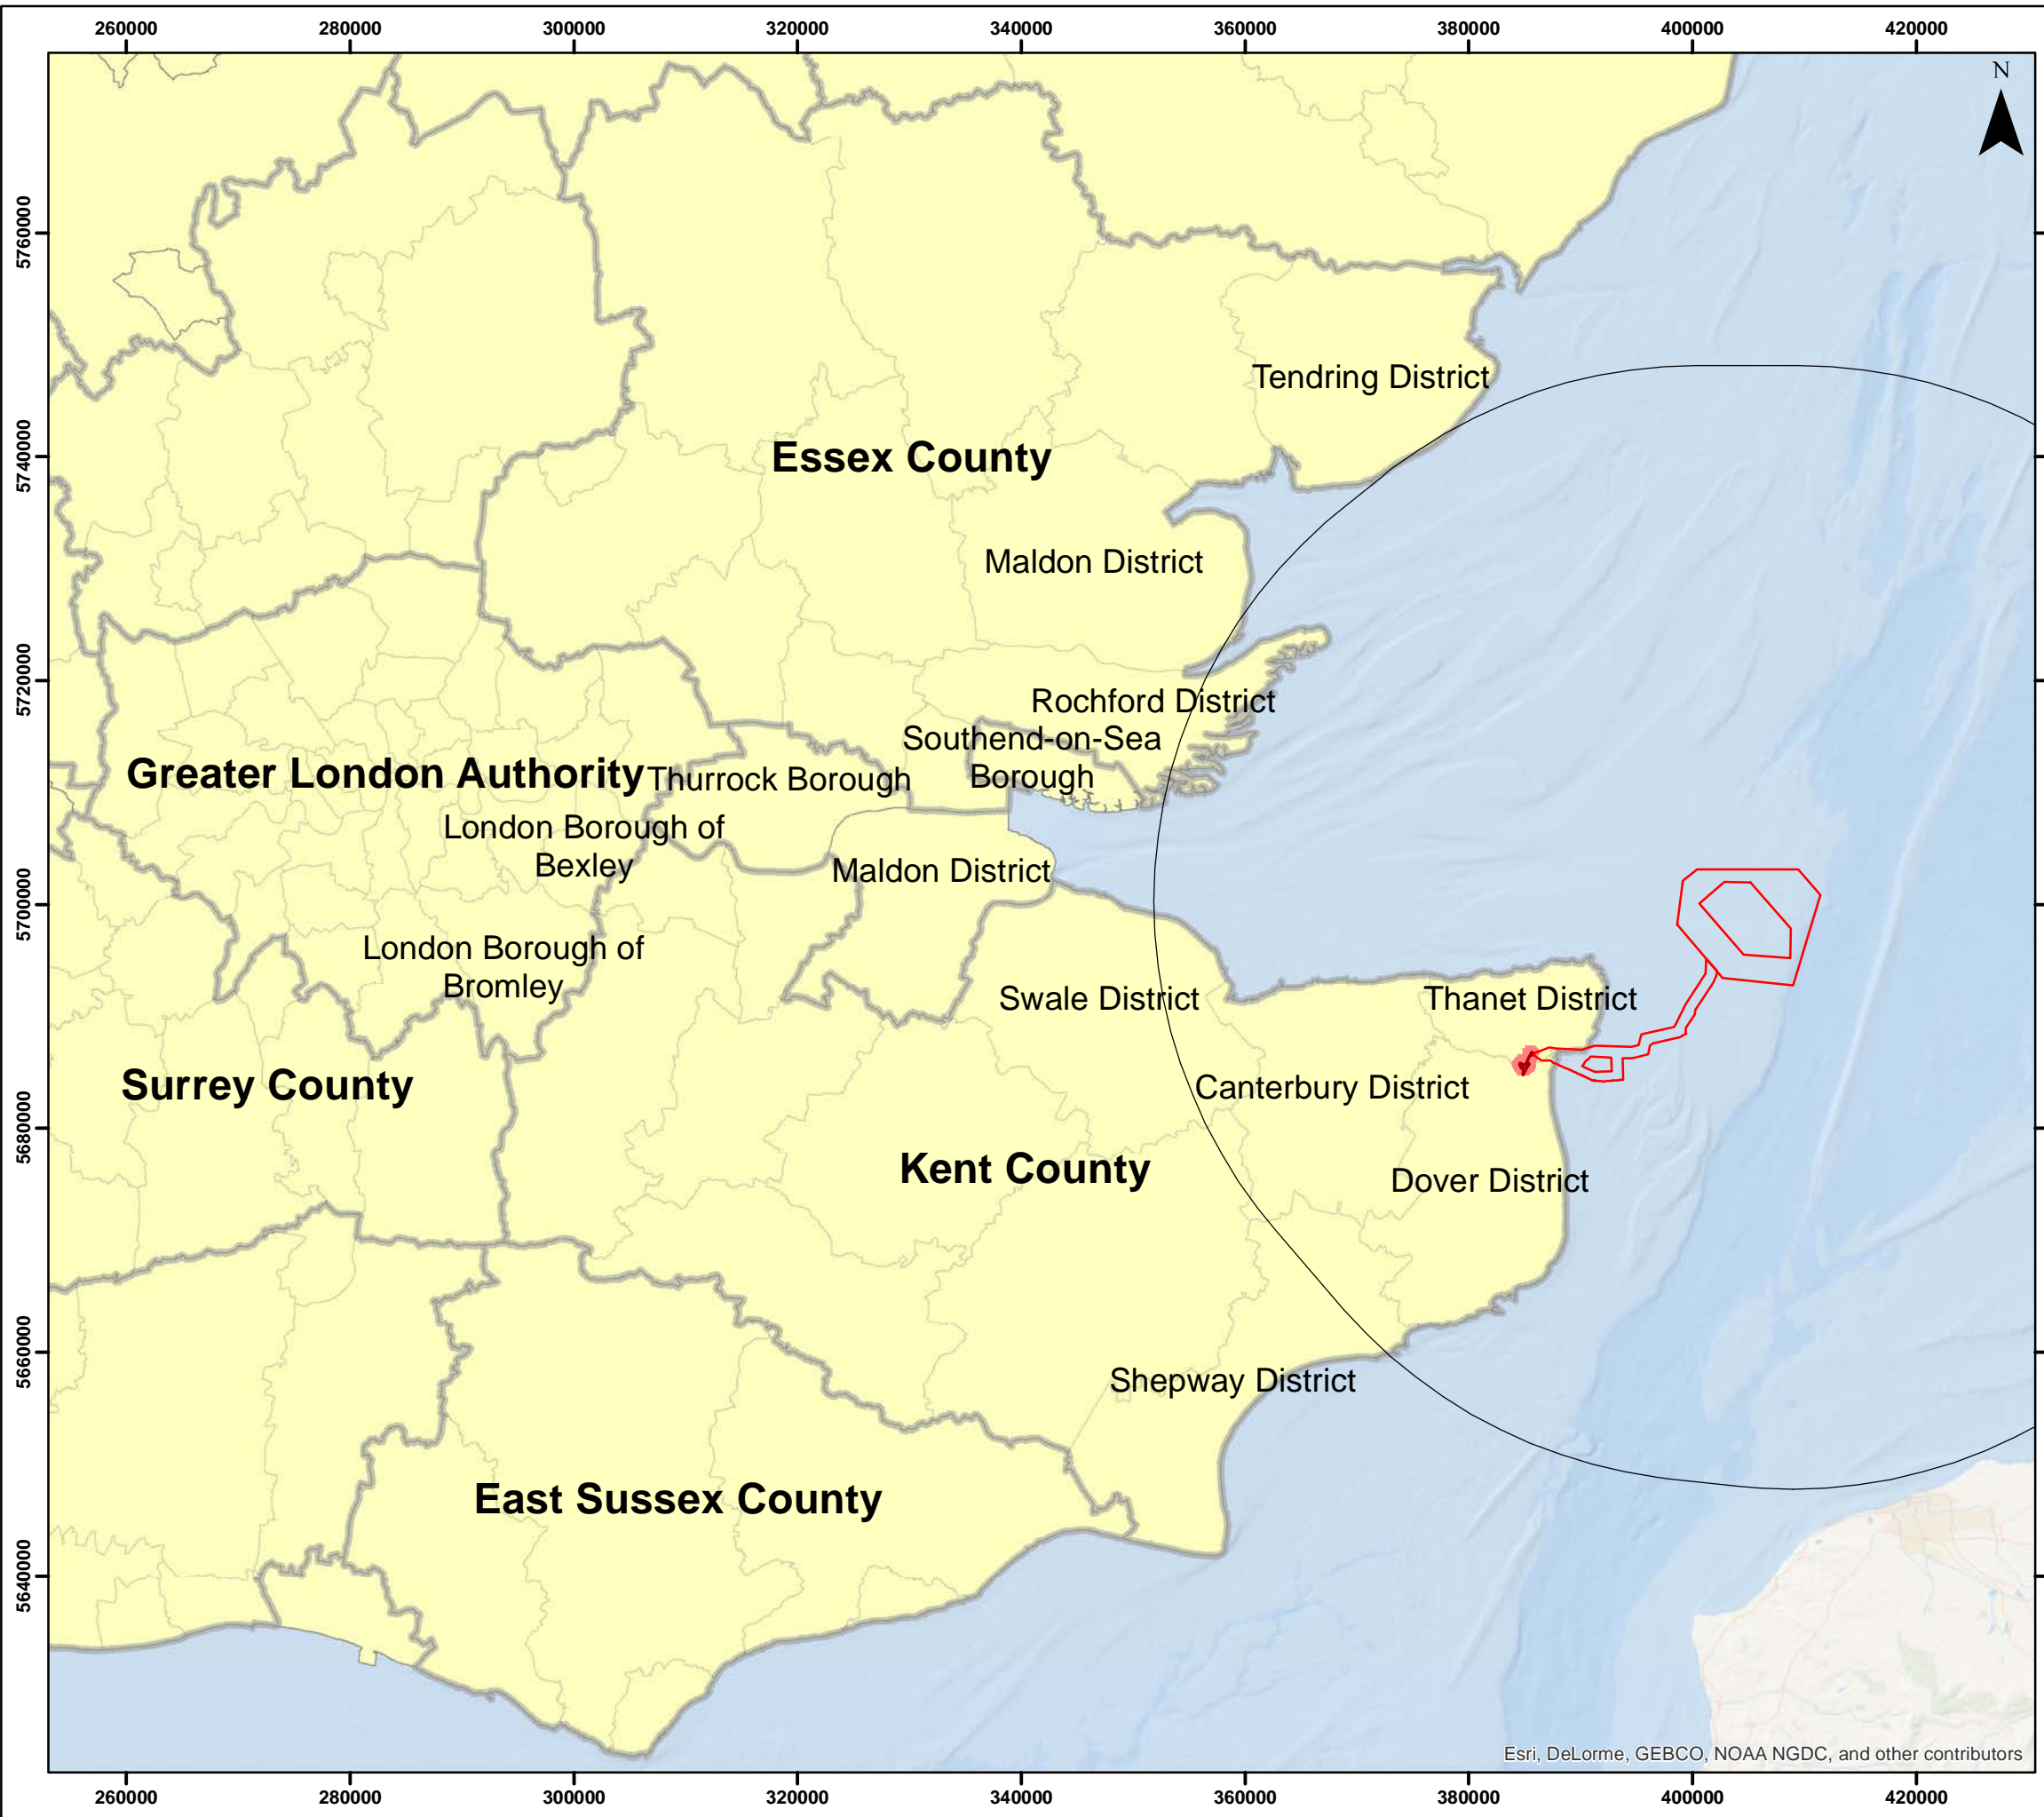 260000 280000 300000 320000 340000 360000 380000 400000 420000
N
5760000
5740000
5720000
5700000
5680000
5660000
5640000
Tendring District
Essex County
Maldon District
Rochford District
Southend-on-Sea
Borough
Greater London Authority
Thurrock Borough
London Borough of
Bexley
Maldon District
London Borough of
Bromley
Swale District
Thanet District
Surrey County
Canterbury District
Kent County
Dover District
Shepway District
East Sussex County
Esri, DeLorme, GEBCO, NOAA NGDC, and other contributors
260000 280000 300000 320000 340000 360000 380000 400000 420000